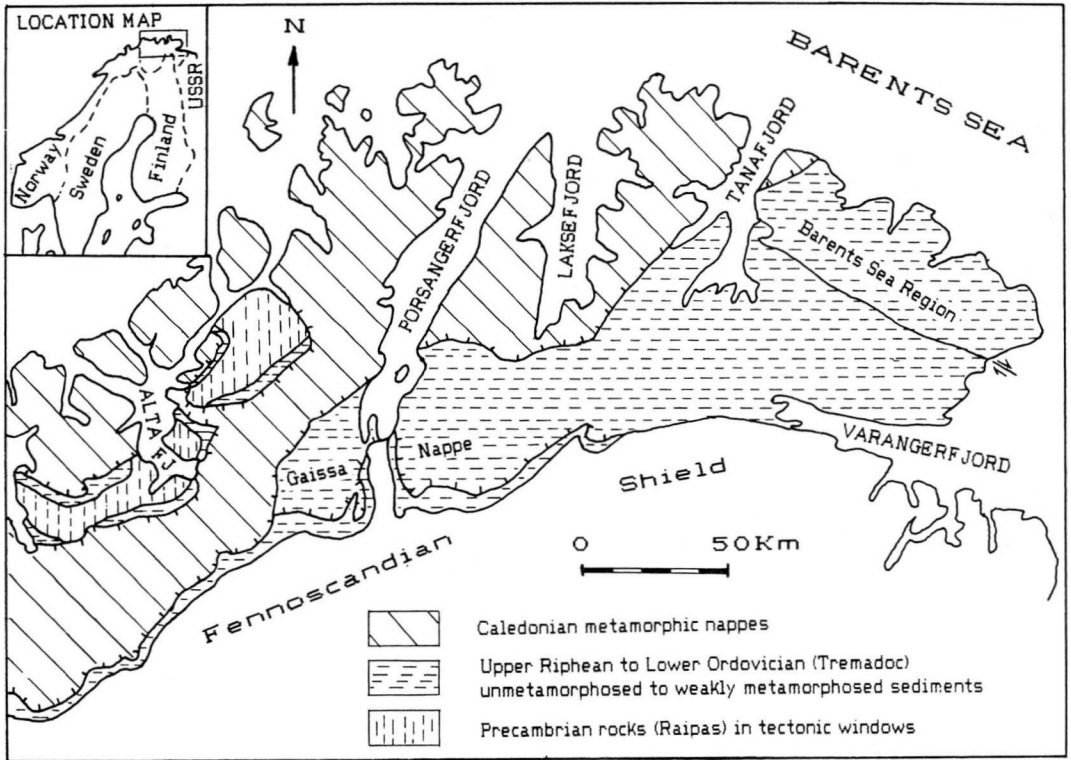 LOCATION MAP
USSR
Norway
Sweden
Finland
N
BARENTS SEA
PORSANGERFJORD
LAKSEFJORD
TANAFJORD
Barents Sea Region
ALTA
FJ
Gaissa
Nappe
VARANGERFJORD
Shield
Fennoscandian
0 50Km
Caledonian metamorphic nappes
Upper Riphean to Lower Ordovician (Tremadoc)
unmetamorphosed to weakly metamorphosed sediments
Precambrian rocks (Raipas) in tectonic windows